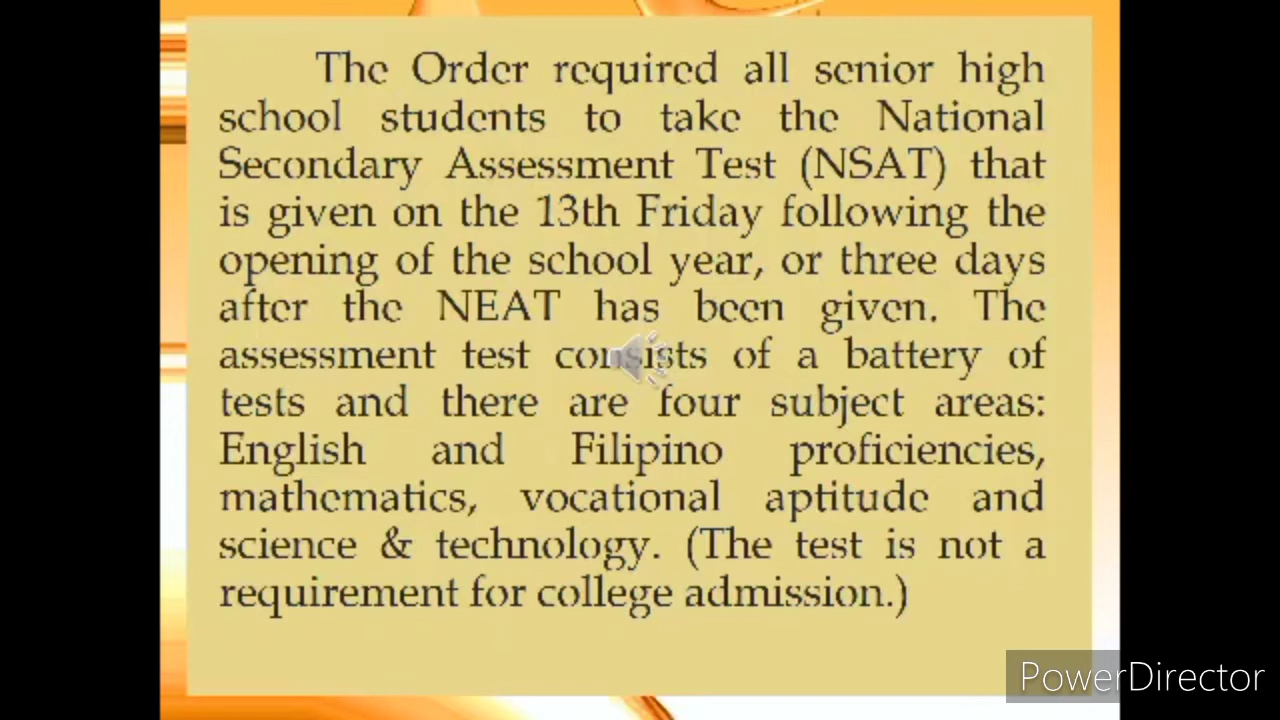 The Order required all senior high
school students to take the National
Secondary Assessment Test (NSAT) that
is given on the 13th Friday following the
opening of the school year, or three days
after the NEAT has been given. The
assessment test consists of a battery of
tests and there are four subject areas:
English and Filipino proficiencies,
mathematics, vocational aptitude and
science & technology. (The test is not a
requirement for college admission.)
PowerDirector